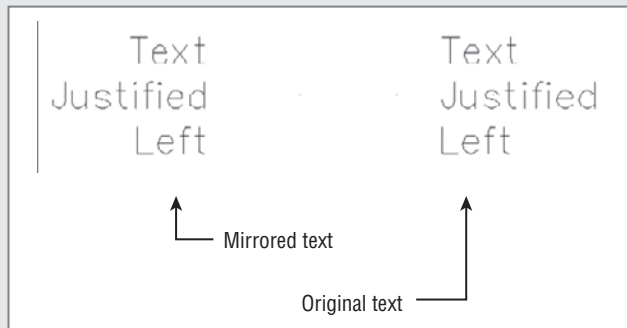 Text
Justified
Left
Text
Justified
Left
Mirrored text
Original text